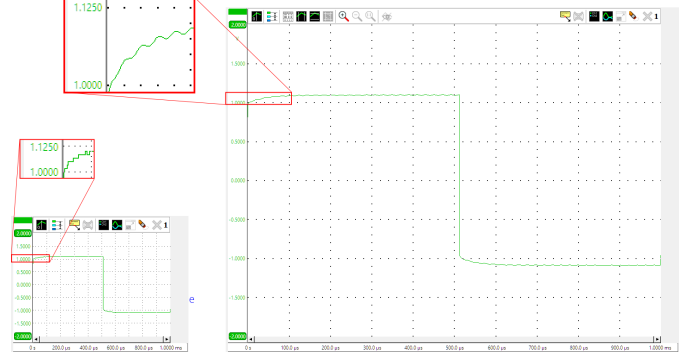 1.1250
1.0000
2.0000
1.5000
1.0000
0.5000
0.0000
-0.5000
-1.0000
-1.5000
-2.0000
0 s
100.0 µs
200.0 µs
300.0 µs
400.0 µs
500.0 µs
600.0 µs
700.0 µs
800.0 µs
900.0 µs
1.0000 ms
1
1.1250
1.0000
1
2.0000
1.5000
1.0000
0.5000
0.0000
-0.5000
-1.0000
-1.5000
-2.0000
0 s
200.0 µs
400.0 µs
600.0 µs
800.0 µs
1.0000 ms
e